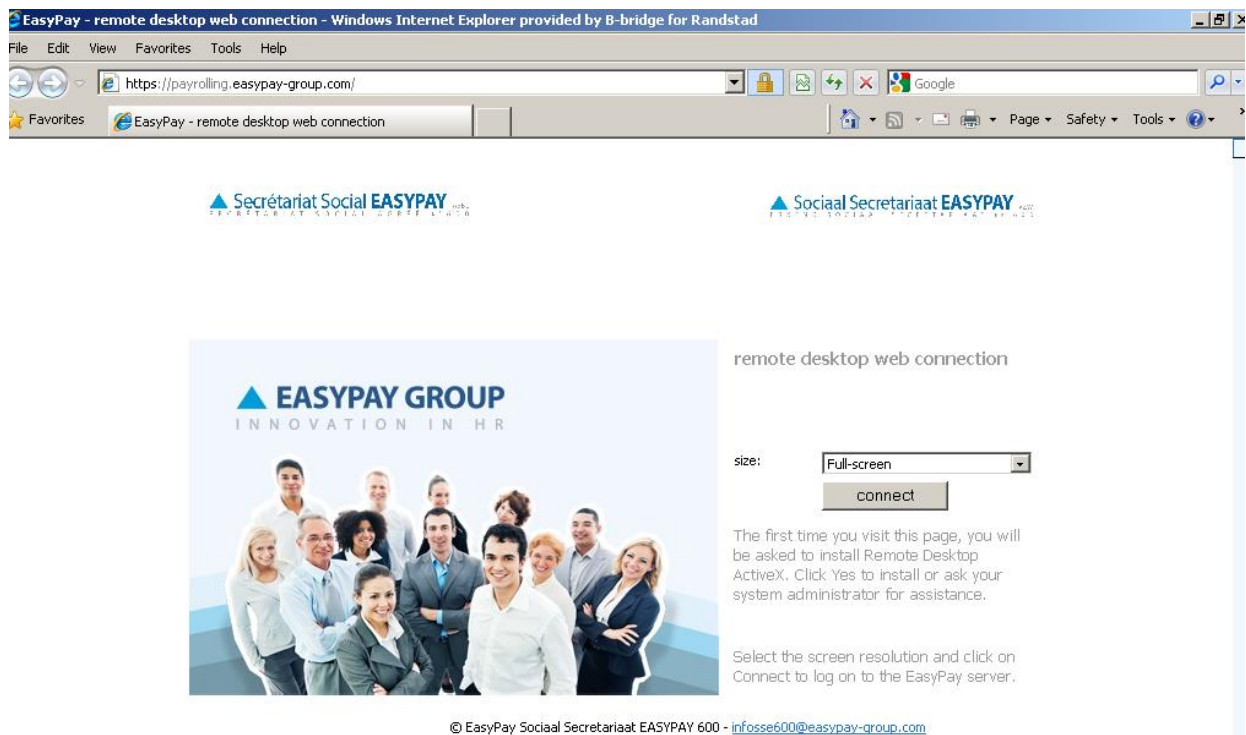 EasyPay - remote desktop web connection - Windows Internet Explorer provided by B-bridge for Randstad
File Edit View Favorites Tools Help
https://payrolling.easypay-group.com/
Google
Favorites
EasyPay - remote desktop web connection
Page Safety Tools
Secrétariat Social EASYPAY
Sociaal Secretariaat EASYPAY
EASYPAY GROUP
INNOVATION IN HR
remote desktop web connection
size:
Full-screen
connect
The first time you visit this page, you will
be asked to install Remote Desktop
ActiveX. Click Yes to install or ask your
system administrator for assistance.
Select the screen resolution and click on
Connect to log on to the EasyPay server.
© EasyPay Sociaal Secretariaat EASYPAY 600 - infosse600@easypay-group.com